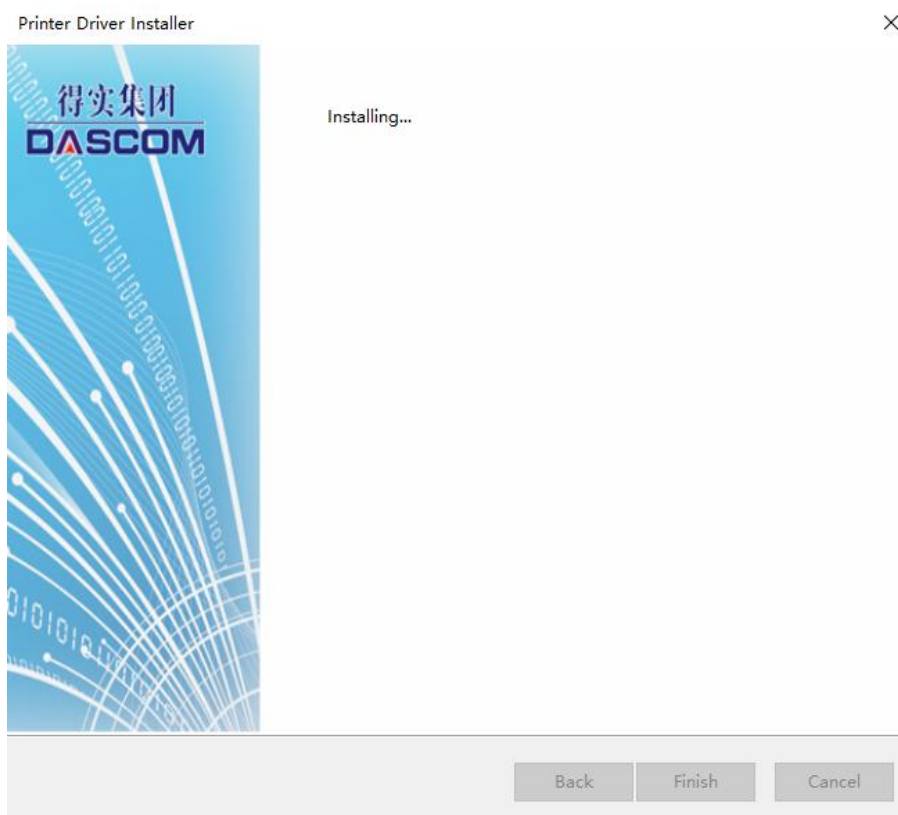 Printer Driver Installer
得实集团
DASCOM
Installing...
Back
Finish
Cancel